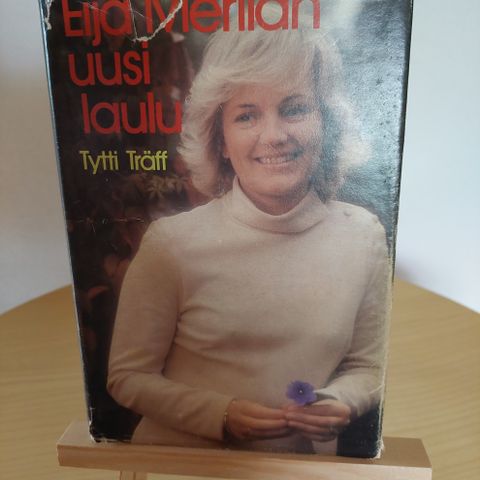 Eija Merilän
uusi
laulu
Tytti Träff